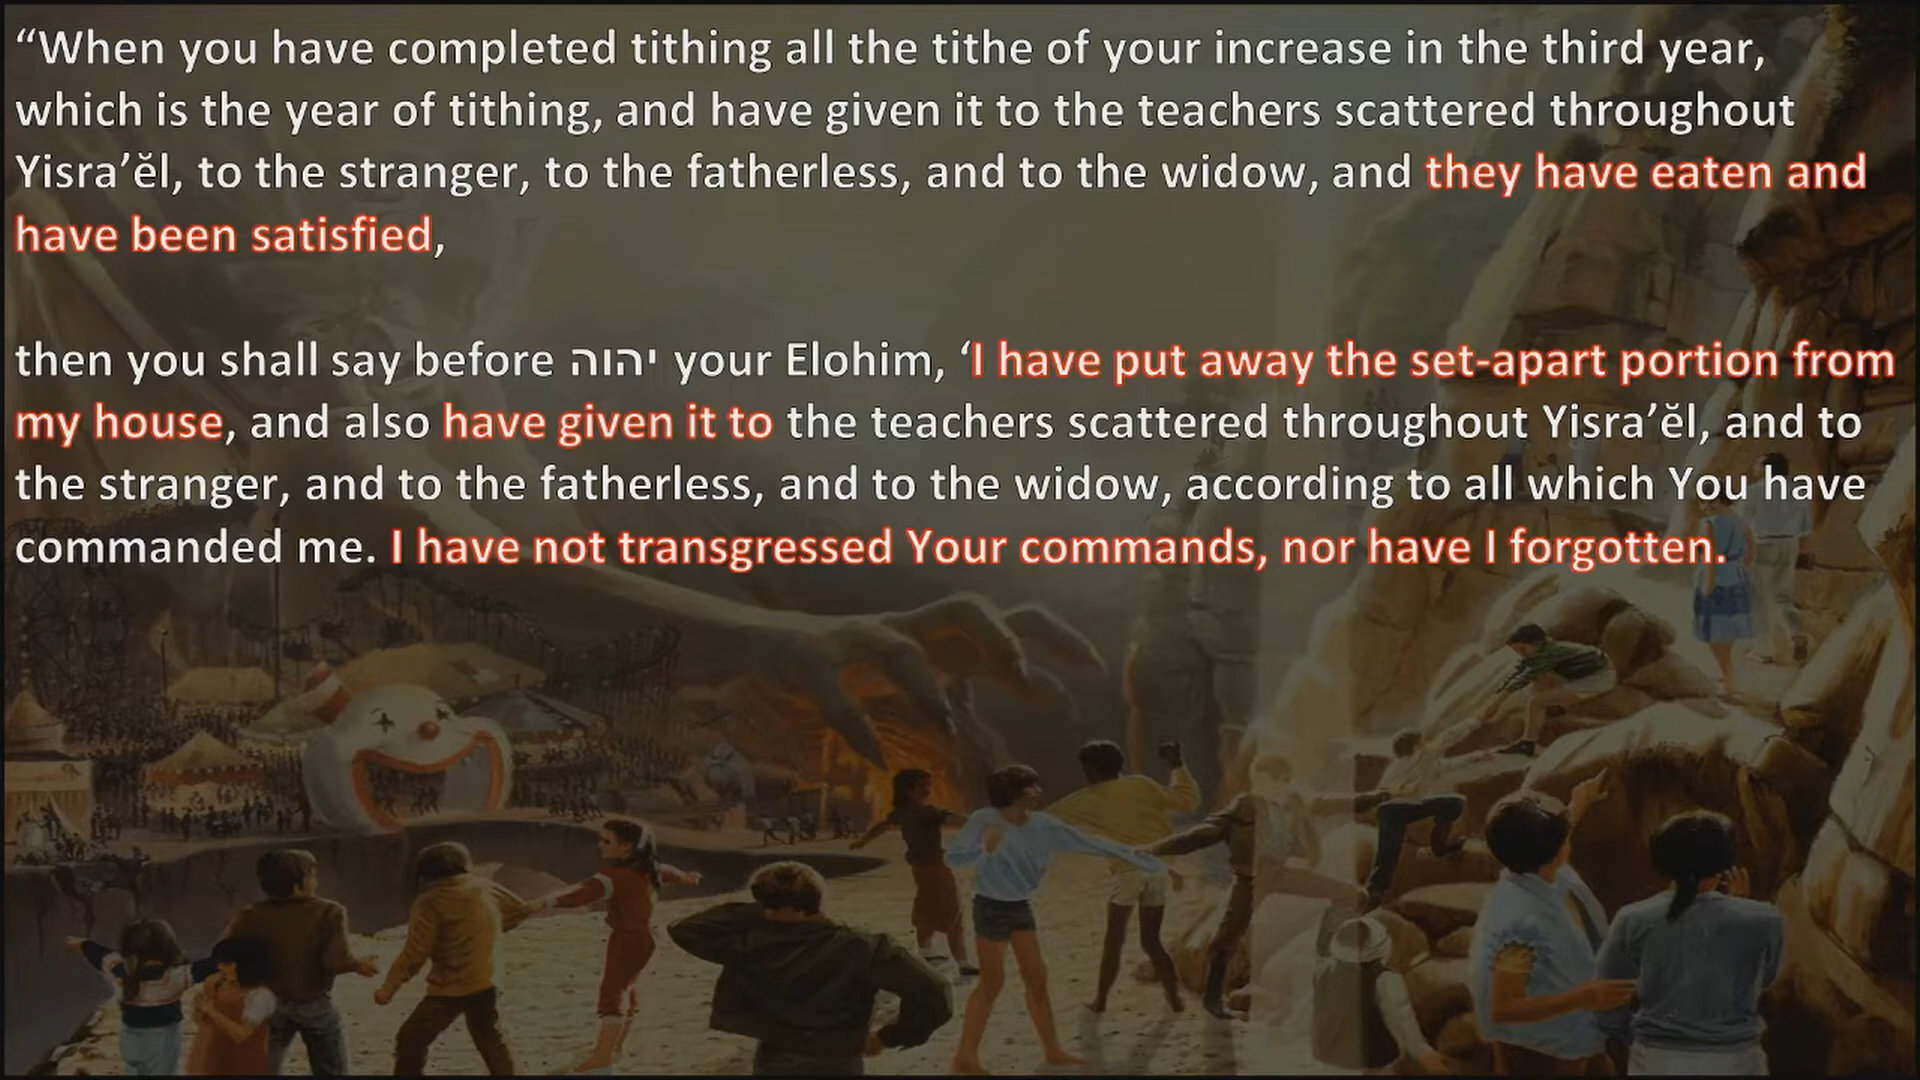 “When you have completed tithing all the tithe of your increase in the third year,
which is the year of tithing, and have given it to the teachers scattered throughout
Yisra’ĕl, to the stranger, to the fatherless, and to the widow, and they have eaten and
have been satisfied,
then you shall say before יהוה your Elohim, ‘I have put away the set-apart portion from
my house, and also have given it to the teachers scattered throughout Yisra’ĕl, and to
the stranger, and to the fatherless, and to the widow, according to all which You have
commanded me. I have not transgressed Your commands, nor have I forgotten.